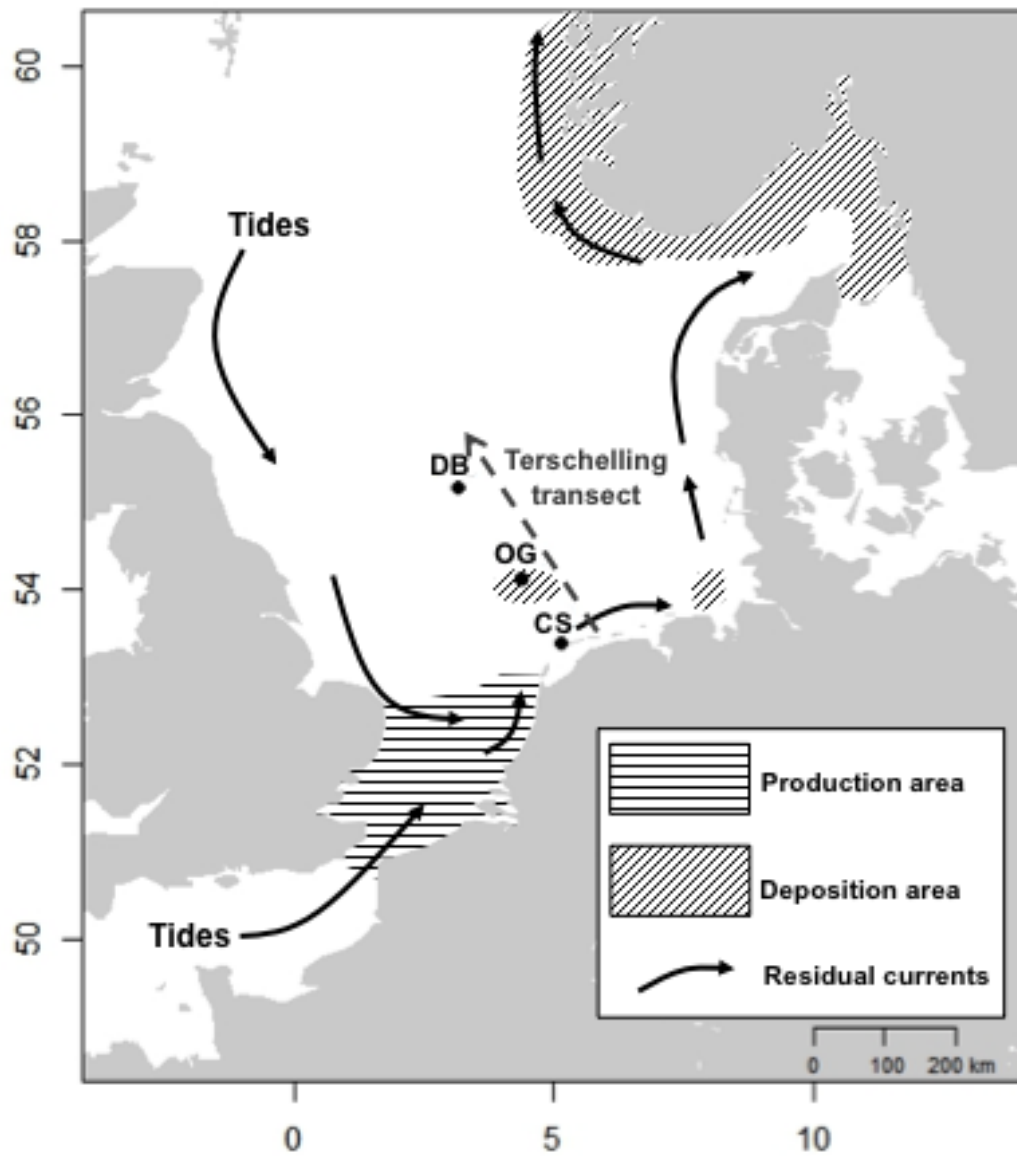 60
58
56
54
52
50
Tides
DB
Terschelling
transect
OG
CS
Tides
Production area
Deposition area
Residual currents
0 100 200 km
0 5 10